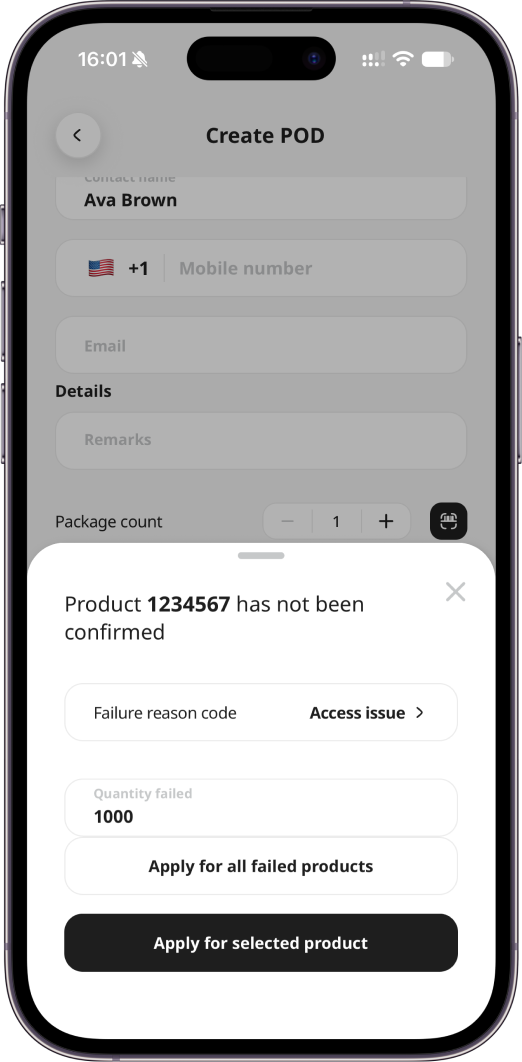 16:01
Create POD
Contact name
Ava Brown
+1 Mobile number
Email
Details
Remarks
Package count 1
Product 1234567 has not been
confirmed
Failure reason code Access issue
Quantity failed
1000
Apply for all failed products
Apply for selected product